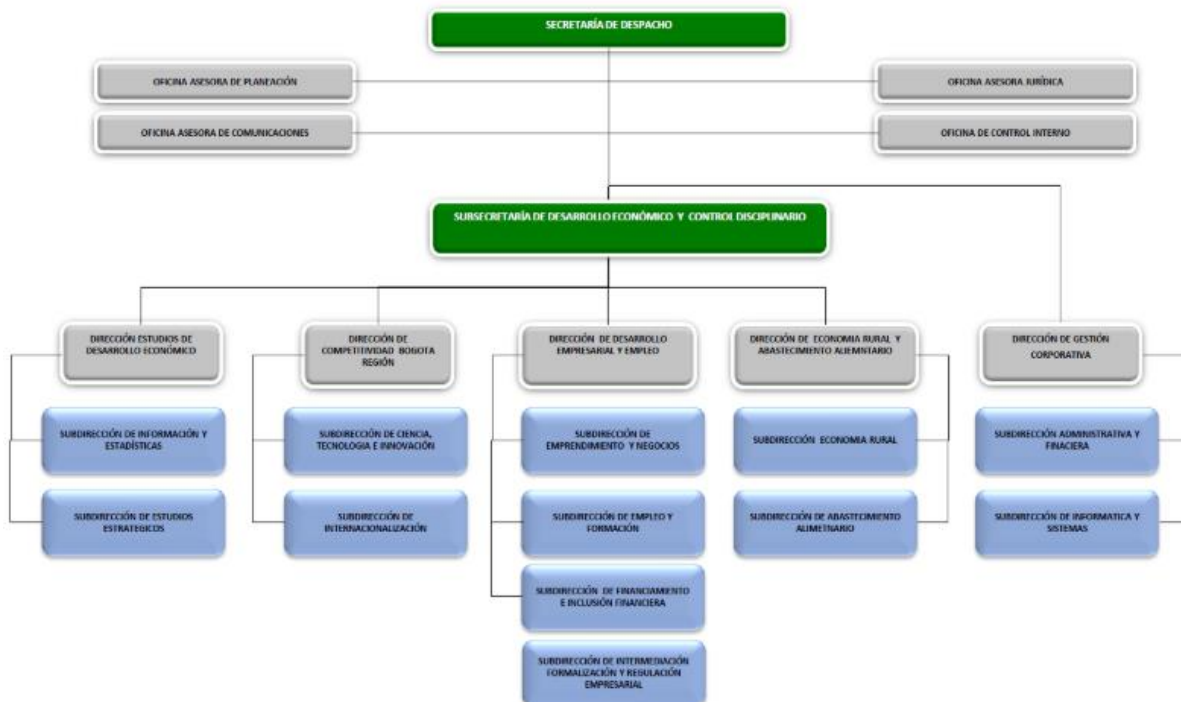 SECRETARÍA DE DESPACHO
OFICINA ASESORA DE PLANEACIÓN
OFICINA ASESORA JURÍDICA
OFICINA ASESORA DE COMUNICACIONES
OFICINA DE CONTROL INTERNO
SUBSECRETARÍA DE DESARROLLO ECONÓMICO Y CONTROL DISCIPLINARIO
DIRECCIÓN ESTUDIOS DE
DESARROLLO ECONÓMICO
DIRECCIÓN DE
COMPETITIVIDAD BOGOTA
REGIÓN
DIRECCIÓN DE DESARROLLO
EMPRESARIAL Y EMPLEO
DIRECCIÓN DE ECONOMIA RURAL Y
ABASTECIMIENTO ALIEMNTARIO
DIRECCIÓN DE GESTIÓN
CORPORATIVA
SUBDIRECCIÓN DE INFORMACIÓN Y
ESTADÍSTICAS
SUBDIRECCIÓN DE CIENCIA,
TECNOLOGIA E INNOVACIÓN
SUBDIRECCIÓN DE
EMPRENDIMIENTO Y NEGOCIOS
SUBDIRECCIÓN ECONOMIA RURAL
SUBDIRECCIÓN ADMINISTRATIVA Y
FINACIERA
SUBDIRECCIÓN DE ESTUDIOS
ESTRATEGICOS
SUBDIRECCIÓN DE
INTERNACIONALIZACIÓN
SUBDIRECCIÓN DE EMPLEO Y
FORMACIÓN
SUBDIRECCIÓN DE ABASTECIMIENTO
ALIMETNARIO
SUBDIRECCIÓN DE INFORMATICA Y
SISTEMAS
SUBDIRECCIÓN DE FINANCIAMIENTO
E INCLUSIÓN FINANCIERA
SUBDIRECCIÓN DE INTERMEDIACIÓN
FORMALIZACIÓN Y REGULACIÓN
EMPRESARIAL